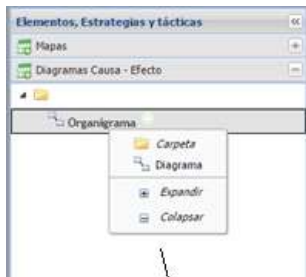 Elementos, Estrategias y tácticas
Mapas
Diagramas Causa - Efecto
Organigrama
Carpeta
Diagrama
Expandir
Colapsar